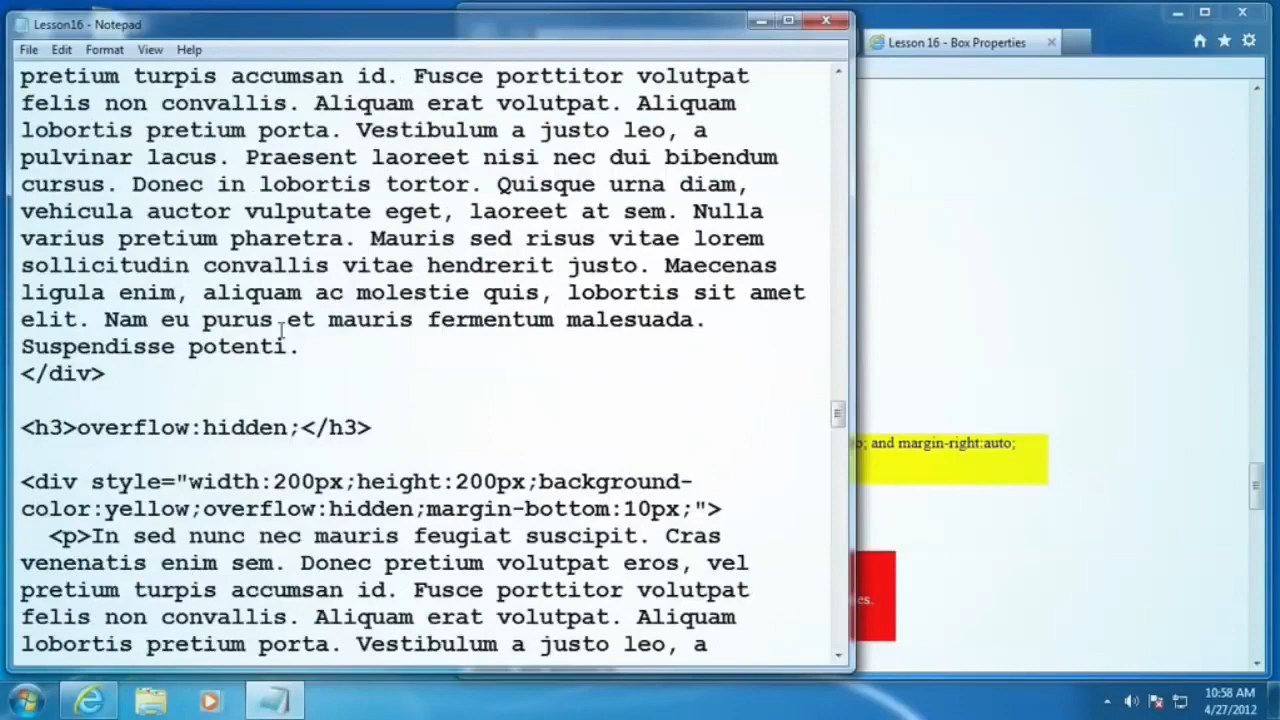 Lesson16 - Notepad
File Edit Format View Help
pretium turpis accumsan id. Fusce porttitor volutpat
felis non convallis. Aliquam erat volutpat. Aliquam
lobortis pretium porta. Vestibulum a justo leo, a
pulvinar lacus. Praesent laoreet nisi nec dui bibendum
cursus. Donec in lobortis tortor. Quisque urna diam,
vehicula auctor vulputate eget, laoreet at sem. Nulla
varius pretium pharetra. Mauris sed risus vitae lorem
sollicitudin convallis vitae hendrerit justo. Maecenas
ligula enim, aliquam ac molestie quis, lobortis sit amet
elit. Nam eu purus et mauris fermentum malesuada.
Suspendisse potenti.
</div>
<h3>overflow:hidden;</h3>
<div style="width:200px;height:200px;background-
color:yellow;overflow:hidden;margin-bottom:10px;">
<p>In sed nunc nec mauris feugiat suscipit. Cras
venenatis enim sem. Donec pretium volutpat eros, vel
pretium turpis accumsan id. Fusce porttitor volutpat
felis non convallis. Aliquam erat volutpat. Aliquam
lobortis pretium porta. Vestibulum a justo leo, a
Lesson 16 - Box Properties
; and margin-right:auto;
es.
10:58 AM
4/27/2012